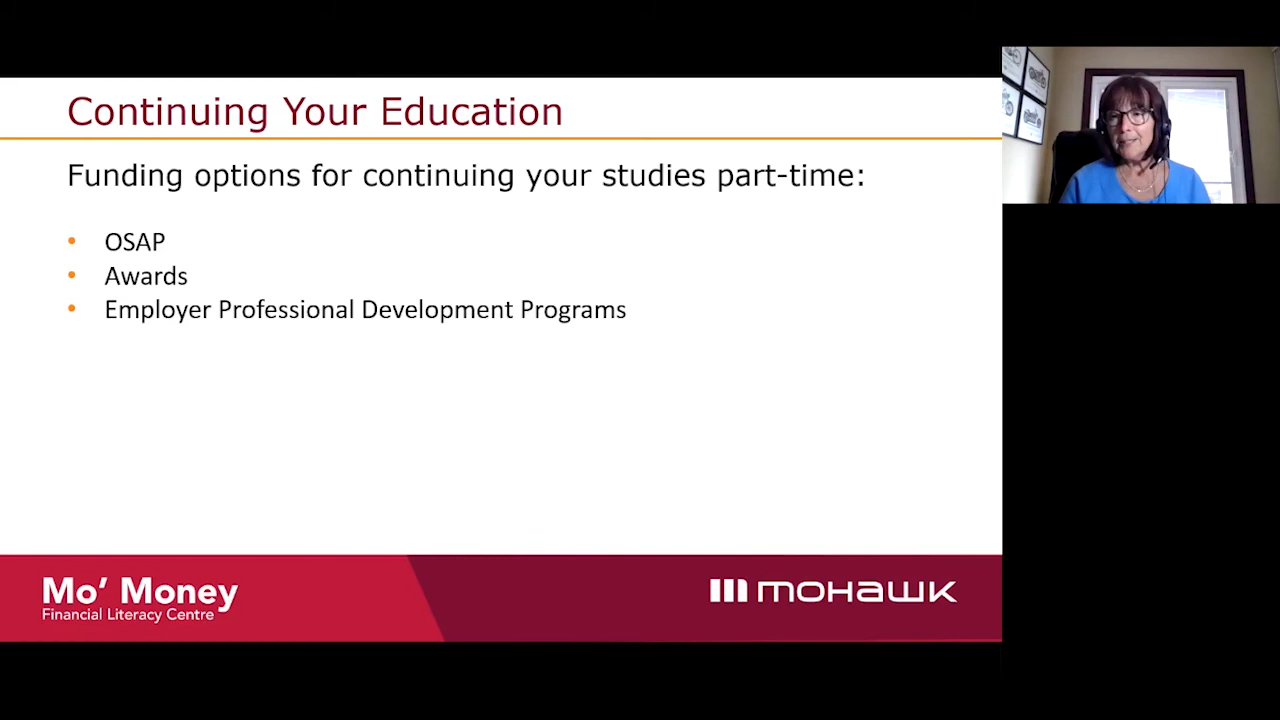 Continuing Your Education
Funding options for continuing your studies part-time:
• OSAP
• Awards
• Employer Professional Development Programs
Mo' Money
Financial Literacy Centre
mohawk